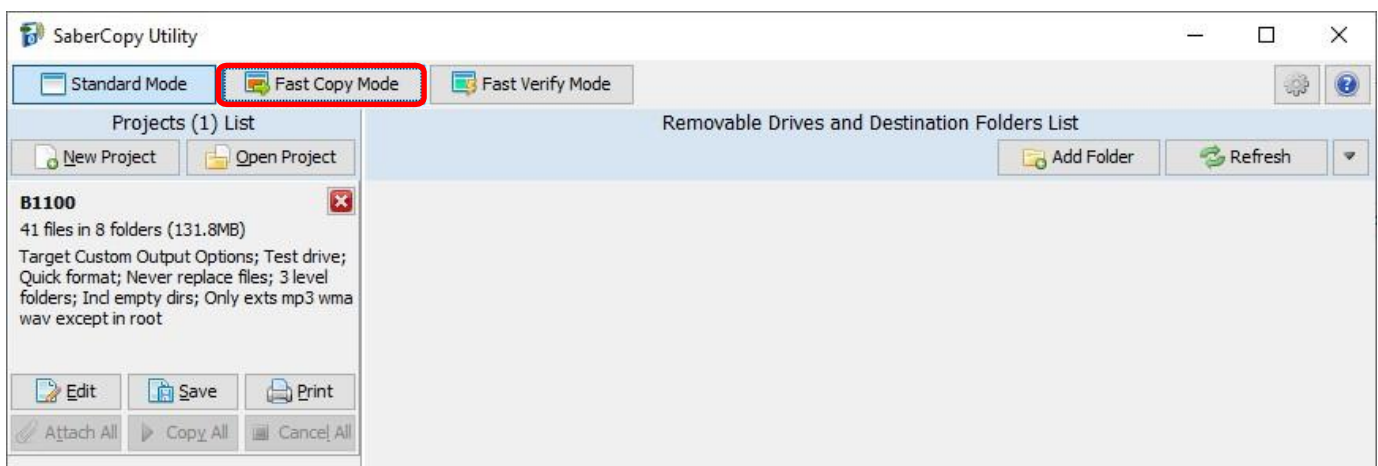 SaberCopy Utility
Standard Mode
Fast Copy Mode
Fast Verify Mode
Projects (1) List
Removable Drives and Destination Folders List
New Project
Open Project
Add Folder
Refresh
B1100
41 files in 8 folders (131.8MB)
Target Custom Output Options; Test drive;
Quick format; Never replace files; 3 level
folders; Incl empty dirs; Only exts mp3 wma
wav except in root
Edit
Save
Print
Attach All
Copy All
Cancel All